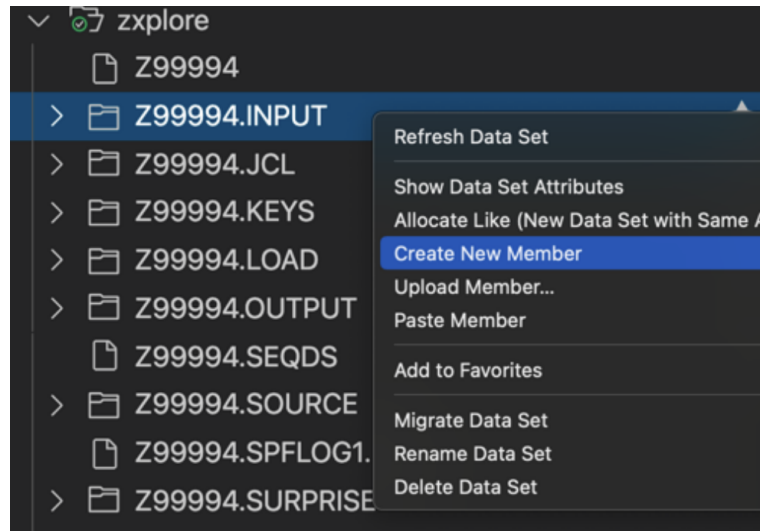 zxplore
Z99994
Z99994.INPUT
Z99994.JCL
Z99994.KEYS
Z99994.LOAD
Z99994.OUTPUT
Z99994.SEQDS
Z99994.SOURCE
Z99994.SPFLOG1.
Z99994.SURPRISE
Refresh Data Set
Show Data Set Attributes
Allocate Like (New Data Set with Same A
Create New Member
Upload Member...
Paste Member
Add to Favorites
Migrate Data Set
Rename Data Set
Delete Data Set